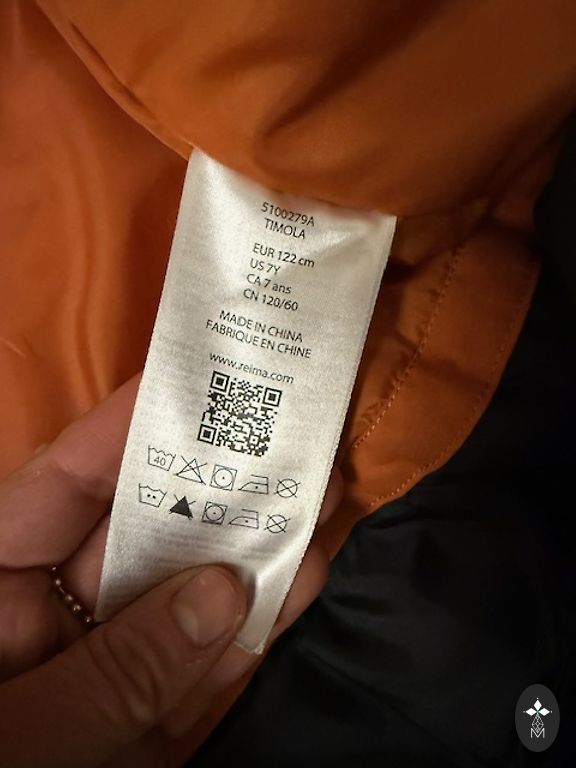 5100279A
TIMOLA
EUR 122 cm
US 7Y
CA 7 ans
CN 120/60
MADE IN CHINA
FABRIQUE EN CHINE
www.reima.com
40
M